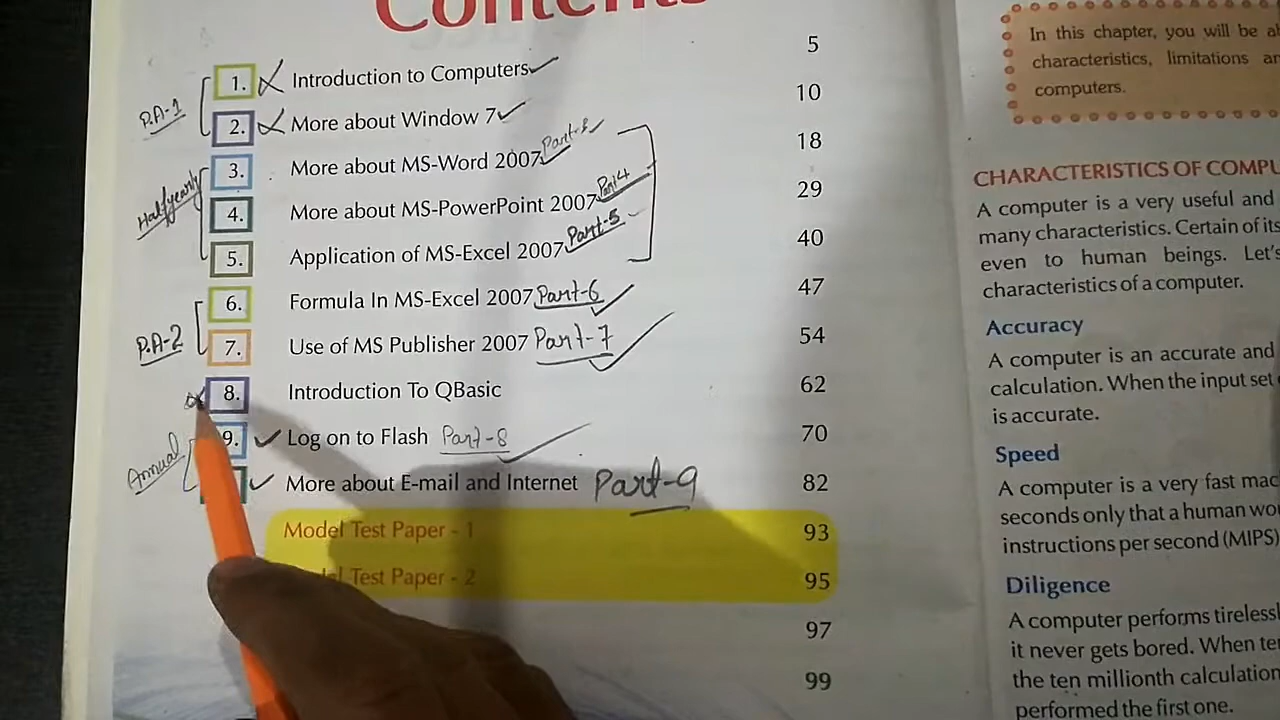 Contents
P.A-1
1. Introduction to Computers 5
2. More about Window 7 10
Halfyearly
3. More about MS-Word 2007 18
4. More about MS-PowerPoint 2007 Part 4 29
5. Application of MS-Excel 2007 Part-5 40
P.A-2
6. Formula In MS-Excel 2007 Part-6 47
7. Use of MS Publisher 2007 Part-7 54
8. Introduction To QBasic 62
Annual
9. Log on to Flash Part-8 70
More about E-mail and Internet Part-9 82
Model Test Paper - 1 93
Test Paper - 2 95
97
99
In this chapter, you will be
characteristics, limitations
computers.
CHARACTERISTICS OF
A computer is a very useful and
many characteristics. Certain of its
even to human beings. Let's
characteristics of a computer.
Accuracy
A computer is an accurate and
calculation. When the input set
is accurate.
Speed
A computer is a very fast
seconds only that a human
instructions per second (MIPS)
Diligence
A computer performs
it never gets bored. When
the ten millionth calculation
performed the first one.